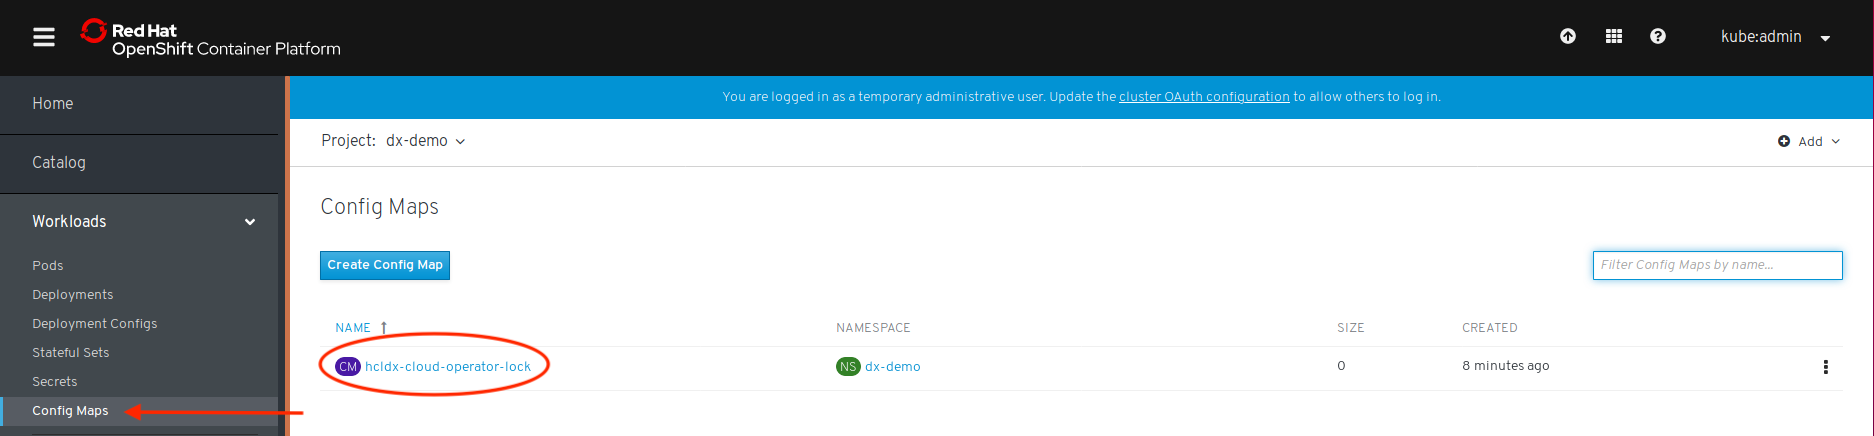 Red Hat
OpenShift Container Platform
kube:admin
Home
Catalog
Workloads
Pods
Deployments
Deployment Configs
Stateful Sets
Secrets
Config Maps
You are logged in as a temporary administrative user. Update the cluster OAuth configuration to allow others to log in.
Project: dx-demo
Add
Config Maps
Create Config Map
Filter Config Maps by name...
NAME NAMESPACE SIZE CREATED
CM hcldx-cloud-operator-lock NS dx-demo 0 8 minutes ago